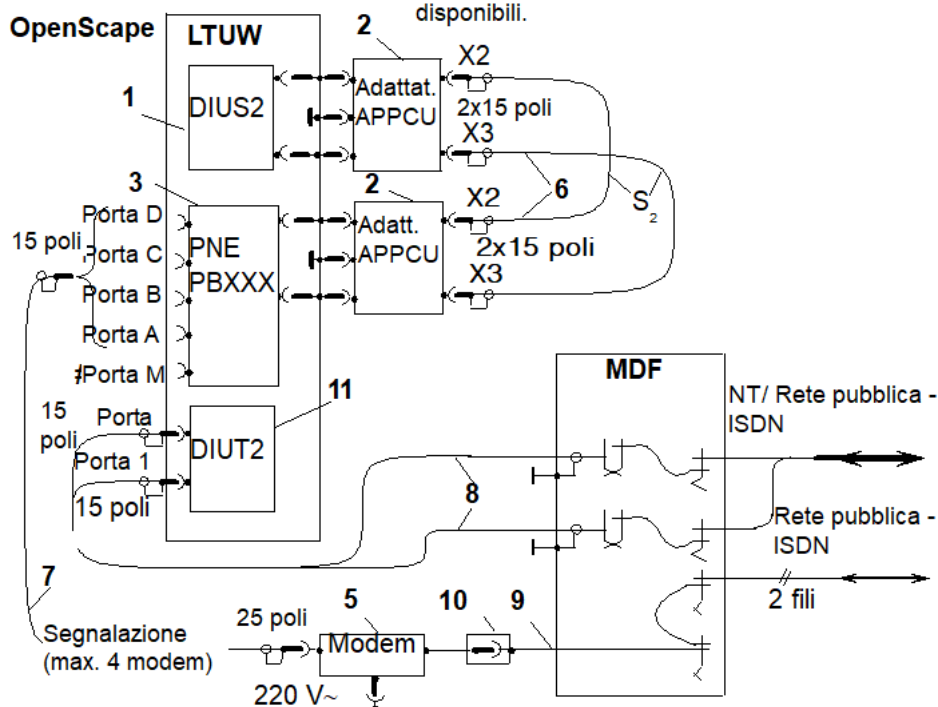 disponibili.
OpenScape
LTUW
2
X2
1
DIUS2
Adattat.
APPCU
2x15 poli
X3
3
2
6
S2
Porta D
15 poli
PNE
PBXXX
Adatt.
APPCU
X2
2x15 poli
Porta C
X3
Porta B
Porta A
Porta M
MDF
11
NT/ Rete pubblica -
ISDN
15
poli
Porta
DIUT2
Porta 1
15 poli
8
Rete pubblica -
ISDN
7
2 fili
25 poli
5
10
9
Segnalazione
(max. 4 modem)
Modem
220 V~